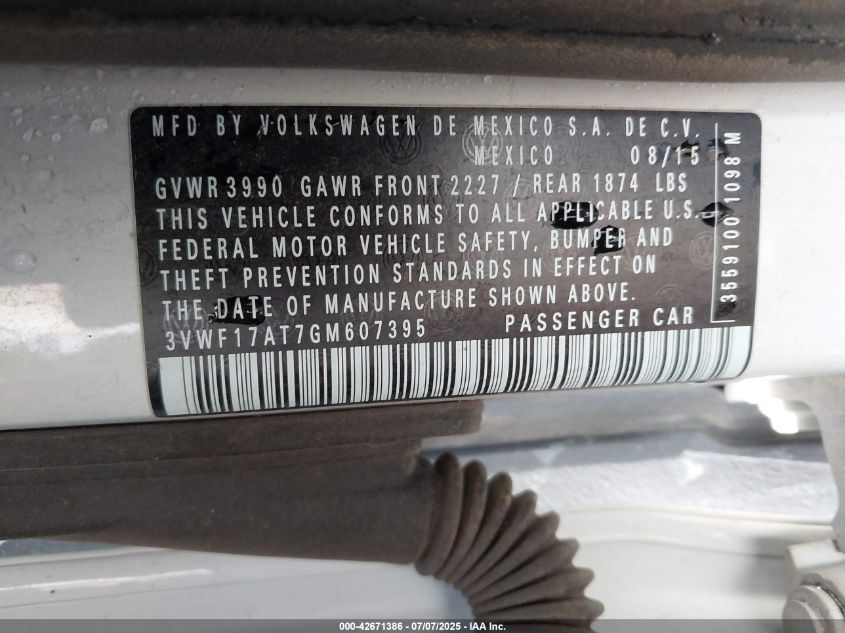 MFD BY VOLKSWAGEN DE MEXICO S.A. DE C.V.
MEXICO 08/15
GVWR 3990 GAWR FRONT 2227 / REAR 1874 LBS
THIS VEHICLE CONFORMS TO ALL APPLICABLE U.S.
FEDERAL MOTOR VEHICLE SAFETY, BUMPER AND
THEFT PREVENTION STANDARDS IN EFFECT ON
THE DATE OF MANUFACTURE SHOWN ABOVE.
3VWF17AT7GM607395 PASSENGER CAR
3559100 1098 M
000-42671386 - 07/07/2025 - IAA Inc.